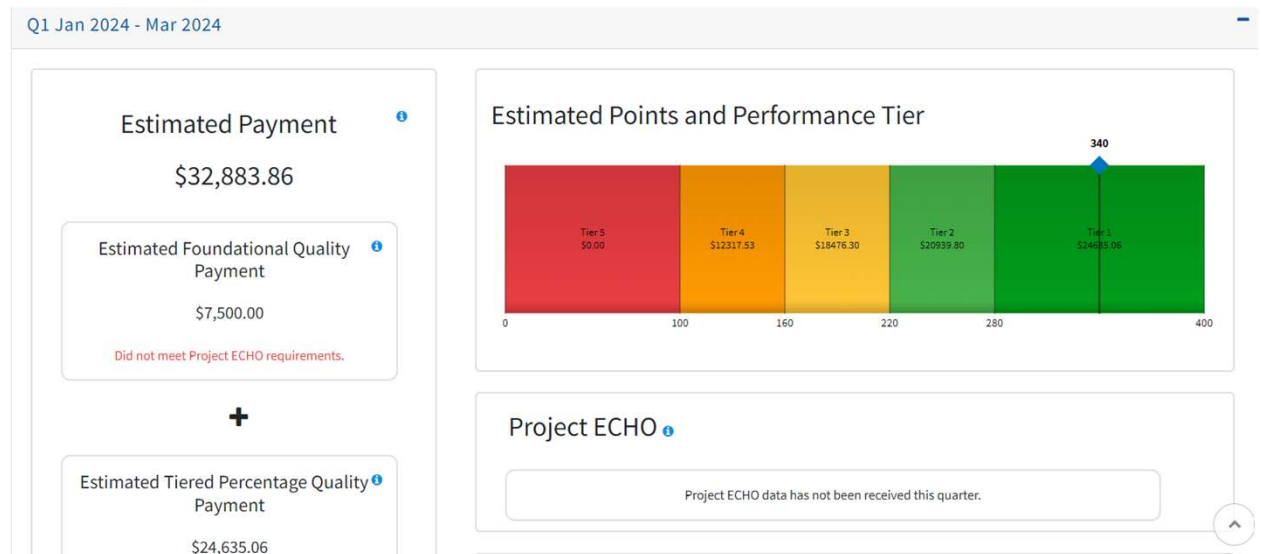 Q1 Jan 2024 - Mar 2024
Estimated Payment
$32,883.86
Estimated Foundational Quality
Payment
$7,500.00
Did not meet Project ECHO requirements.
Estimated Tiered Percentage Quality
Payment
$24,635.06
Estimated Points and Performance Tier
340
Tier 5
$0.00
Tier 4
$12317.53
Tier 3
$18476.30
Tier 2
$20939.80
Tier 1
$24635.06
0 100 160 220 280 400
Project ECHO
Project ECHO data has not been received this quarter.